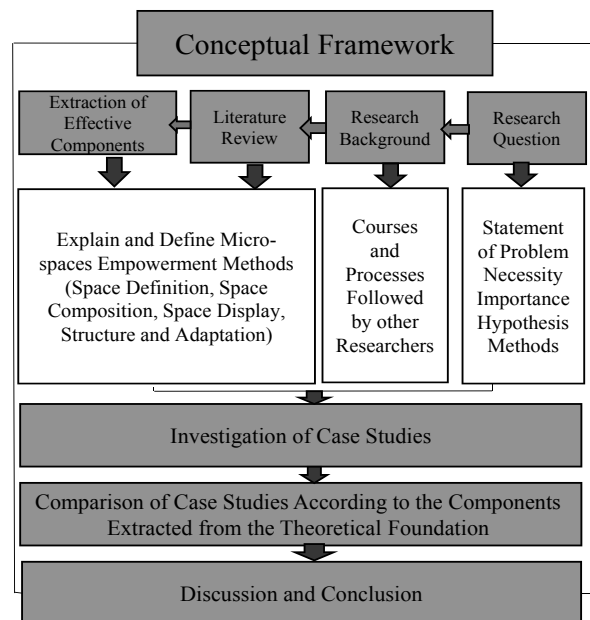 Conceptual Framework
Extraction of
Effective
Components
Literature
Review
Research
Background
Research
Question
Explain and Define Micro-
spaces Empowerment Methods
(Space Definition, Space
Composition, Space Display,
Structure and Adaptation)
Courses
and
Processes
Followed
by other
Researchers
Statement
of Problem
Necessity
Importance
Hypothesis
Methods
Investigation of Case Studies
Comparison of Case Studies According to the Components
Extracted from the Theoretical Foundation
Discussion and Conclusion